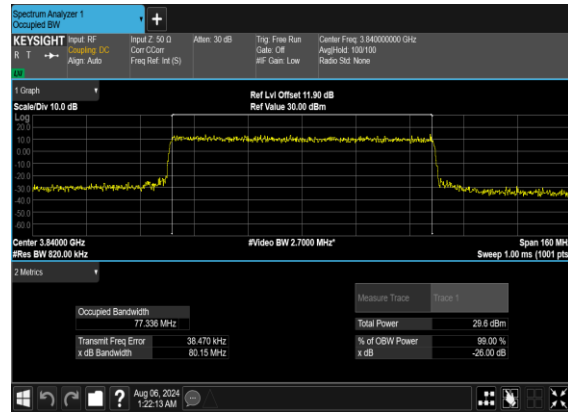 Spectrum Analyzer 1
Occupied BW
+
KEYSIGHT Input: RF Input Z: 50 Ω Atten: 30 dB Trig: Free Run Center Freq: 3.840000000 GHz
R T Coupling: DC Corr CCorr Gate: Off Avg|Hold: 100/100
Align: Auto Freq Ref: Int (S) #IF Gain: Low Radio Std: None
LU
1 Graph
Ref Lvl Offset 11.90 dB
Scale/Div 10.0 dB Ref Value 30.00 dBm
Log
20.0
10.0
0.00
-10.0
-20.0
-30.0
-40.0
-50.0
-60.0
Center 3.84000 GHz #Video BW 2.7000 MHz* Span 160 MH
#Res BW 820.00 kHz Sweep 1.00 ms (1001 pts
2 Metrics
Measure Trace Trace 1
Occupied Bandwidth
77.336 MHz Total Power 29.6 dBm
Transmit Freq Error 38.470 kHz % of OBW Power 99.00 %
x dB Bandwidth 80.15 MHz x dB -26.00 dB
? Aug 06, 2024
1:22:13 AM